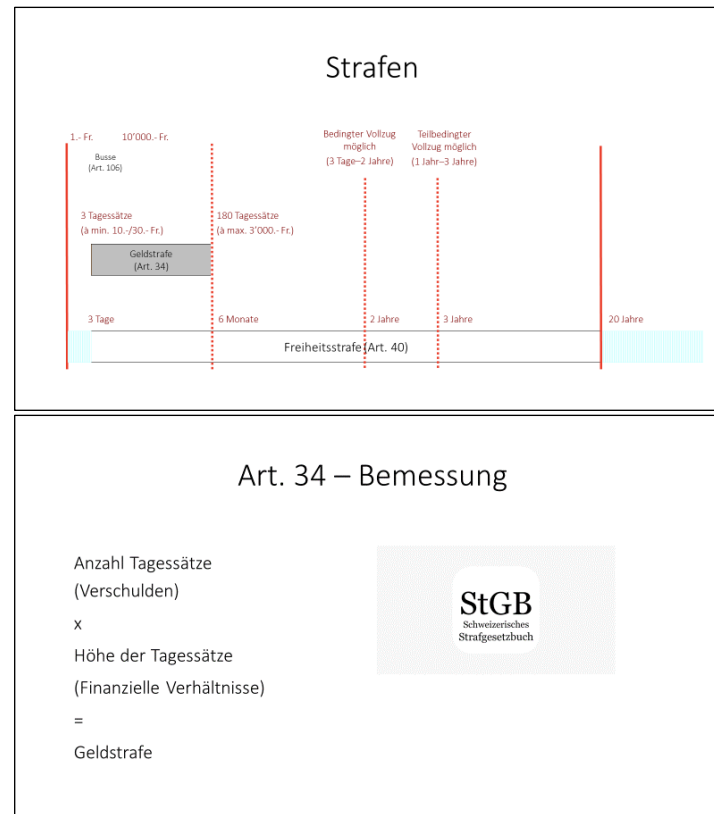 Strafen
1.- Fr. 10'000.- Fr.
Busse
(Art. 106)
Bedingter Vollzug
möglich
(3 Tage–2 Jahre)
Teilbedingter
Vollzug möglich
(1 Jahr–3 Jahre)
3 Tagessätze
(à min. 10.-/30.- Fr.)
180 Tagessätze
(à max. 3'000.- Fr.)
Geldstrafe
(Art. 34)
3 Tage
6 Monate
2 Jahre
3 Jahre
20 Jahre
Freiheitsstrafe (Art. 40)
Art. 34 – Bemessung
Anzahl Tagessätze
(Verschulden)
x
Höhe der Tagessätze
(Finanzielle Verhältnisse)
=
Geldstrafe
StGB
Schweizerisches
Strafgesetzbuch